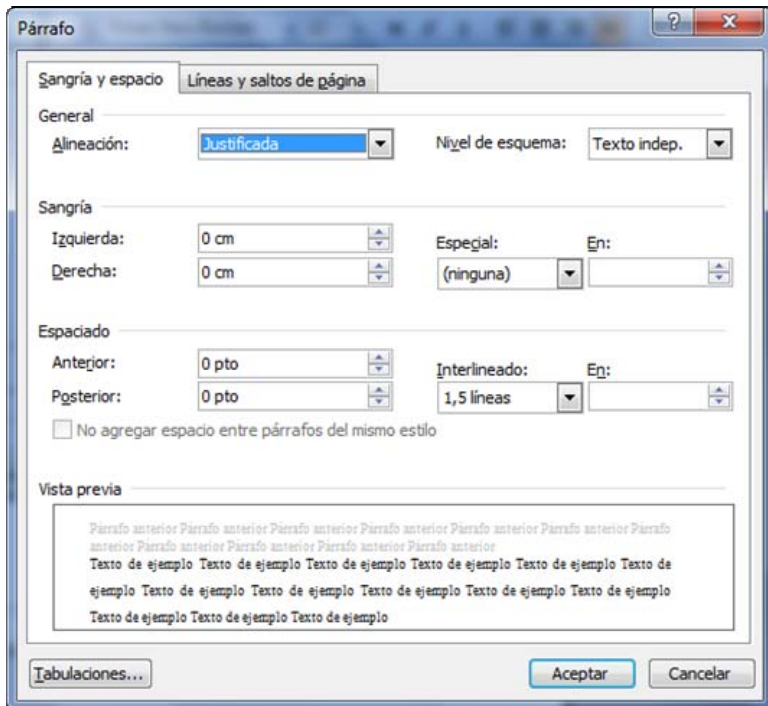 Párrafo
Sangría y espacio Líneas y saltos de página
General
Alineación: Justificada Nivel de esquema: Texto indep.
Sangría
Izquierda: 0 cm Especial: En:
Derecha: 0 cm (ninguna)
Espaciado
Anterior: 0 pto Interlineado: En:
Posterior: 0 pto 1,5 líneas
No agregar espacio entre párrafos del mismo estilo
Vista previa
Párrafo anterior Párrafo anterior Párrafo anterior Párrafo anterior Párrafo anterior Párrafo anterior Párrafo
anterior Párrafo anterior Párrafo anterior Párrafo anterior Párrafo anterior
Texto de ejemplo Texto de ejemplo Texto de ejemplo Texto de ejemplo Texto de ejemplo Texto de
ejemplo Texto de ejemplo Texto de ejemplo Texto de ejemplo Texto de ejemplo Texto de ejemplo
Texto de ejemplo Texto de ejemplo Texto de ejemplo
Tabulaciones... Aceptar Cancelar